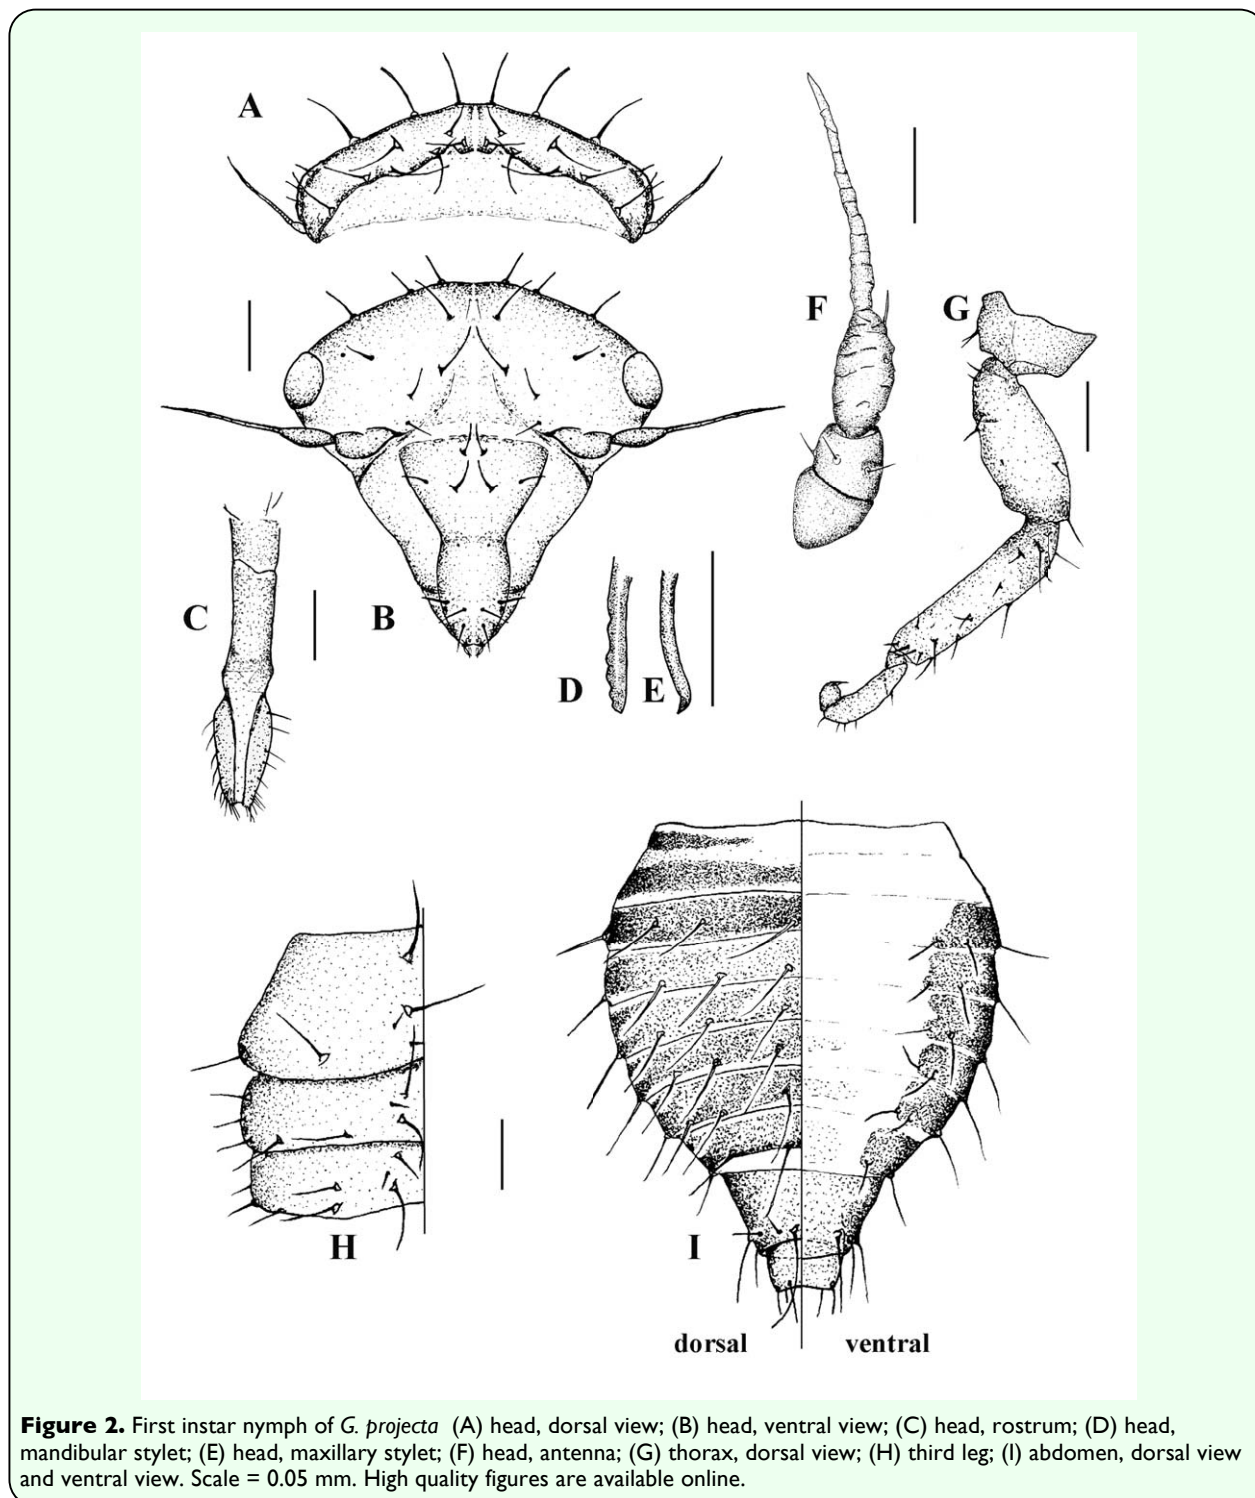 A
F
G
C
B
D
E
H
I
dorsal
ventral
Figure 2. First instar nymph of G. projecta (A) head, dorsal view; (B) head, ventral view; (C) head, rostrum; (D) head,
mandibular stylet; (E) head, maxillary stylet; (F) head, antenna; (G) thorax, dorsal view; (H) third leg; (I) abdomen, dorsal view
and ventral view. Scale = 0.05 mm. High quality figures are available online.